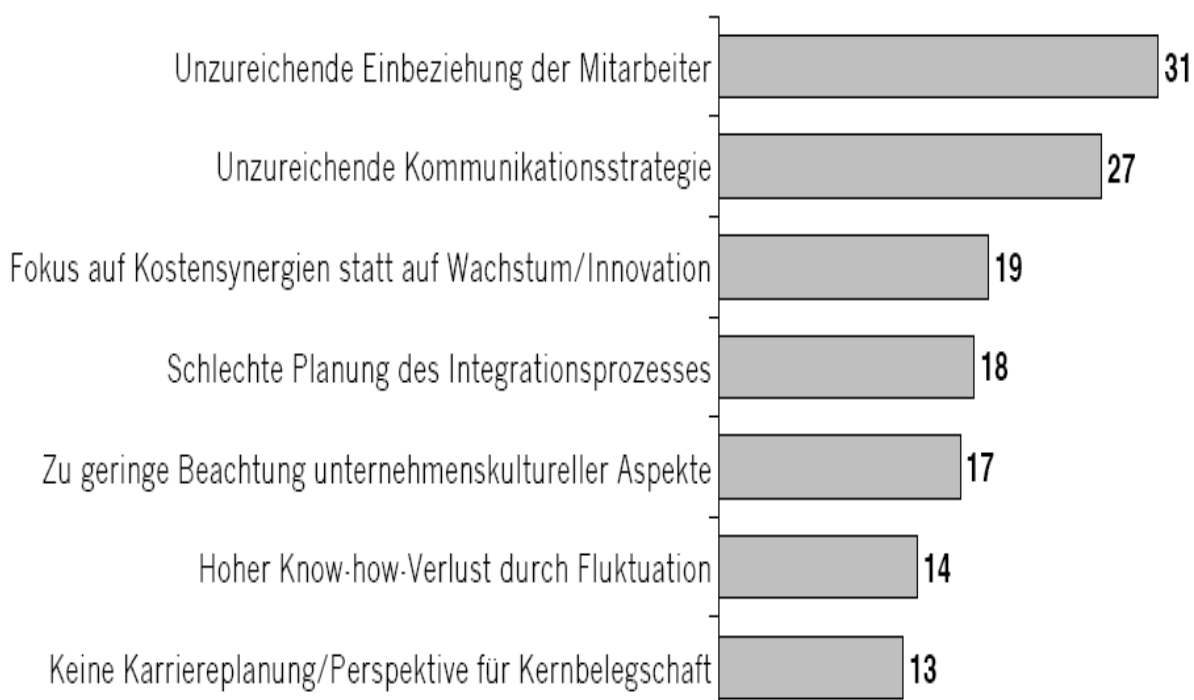 Unzureichende Einbeziehung der Mitarbeiter 31
Unzureichende Kommunikationsstrategie 27
Fokus auf Kostensynergien statt auf Wachstum/Innovation 19
Schlechte Planung des Integrationsprozesses 18
Zu geringe Beachtung unternehmenskultureller Aspekte 17
Hoher Know-how-Verlust durch Fluktuation 14
Keine Karriereplanung/Perspektive für Kernbelegschaft 13